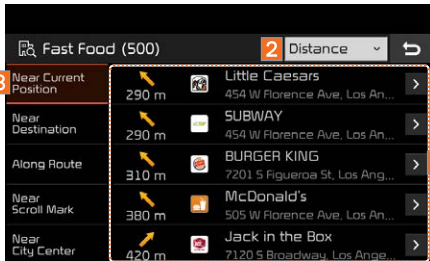 Fast Food (500)
2
Distance
3
Near Current
Position
290 m
Little Caesars
454 W Florence Ave, Los An...
Near
Destination
290 m
SUBWAY
454 W Florence Ave, Los An...
Along Route
310 m
BURGER KING
7201 S Figueroa St, Los Ang...
Near
Scroll Mark
380 m
McDonald's
505 W Florence Ave, Los An...
Near
City Center
420 m
Jack in the Box
7120 S Broadway, Los Ange...